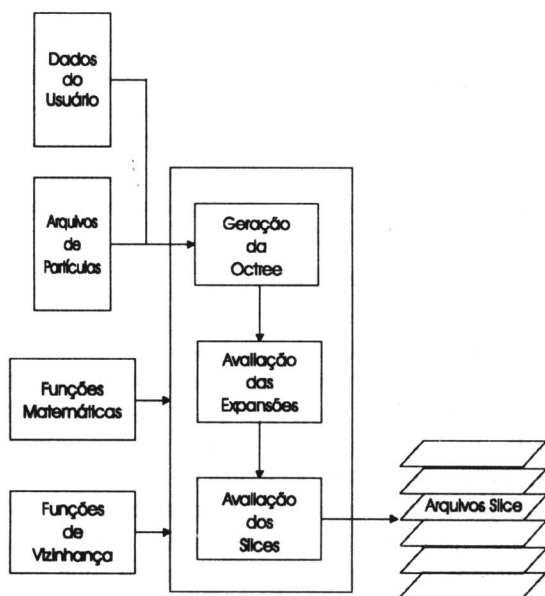 Dados
do
Usuário
Arquivos
de
Partículas
Geração
da
Octree
Funções
Matemáticas
Avaliação
das
Expansões
Funções
de
Vizinhança
Avaliação
dos
Slices
Arquivos Slice